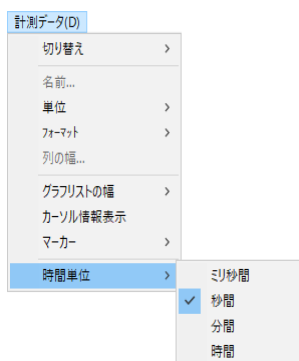 計測データ(D)
切り替え
名前...
単位
フォーマット
列の幅...
グラフリストの幅
カーソル情報表示
マーカー
時間単位
ミリ秒間
秒間
分間
時間